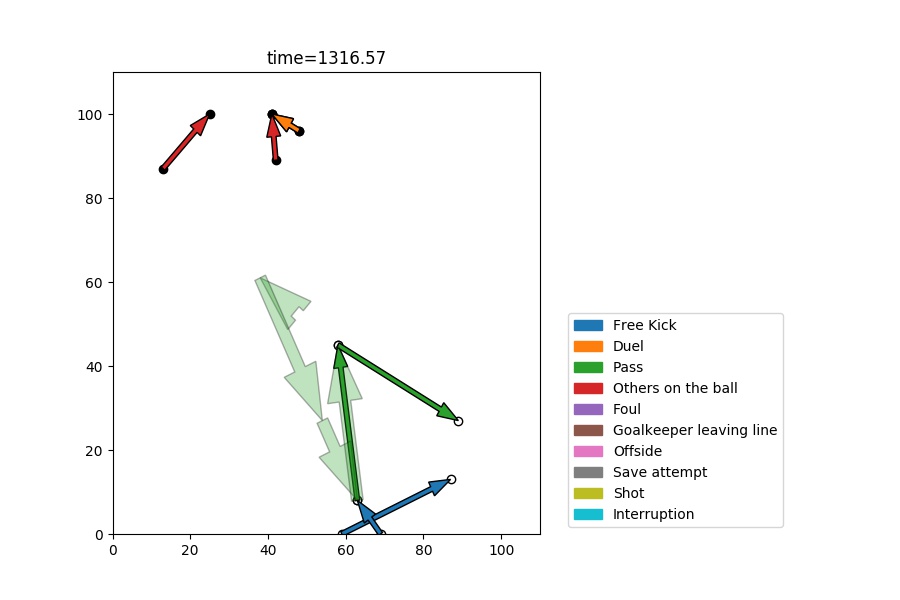 time=1316.57
100
80
60
40
20
0
0 20 40 60 80 100
Free Kick
Duel
Pass
Others on the ball
Foul
Goalkeeper leaving line
Offside
Save attempt
Shot
Interruption